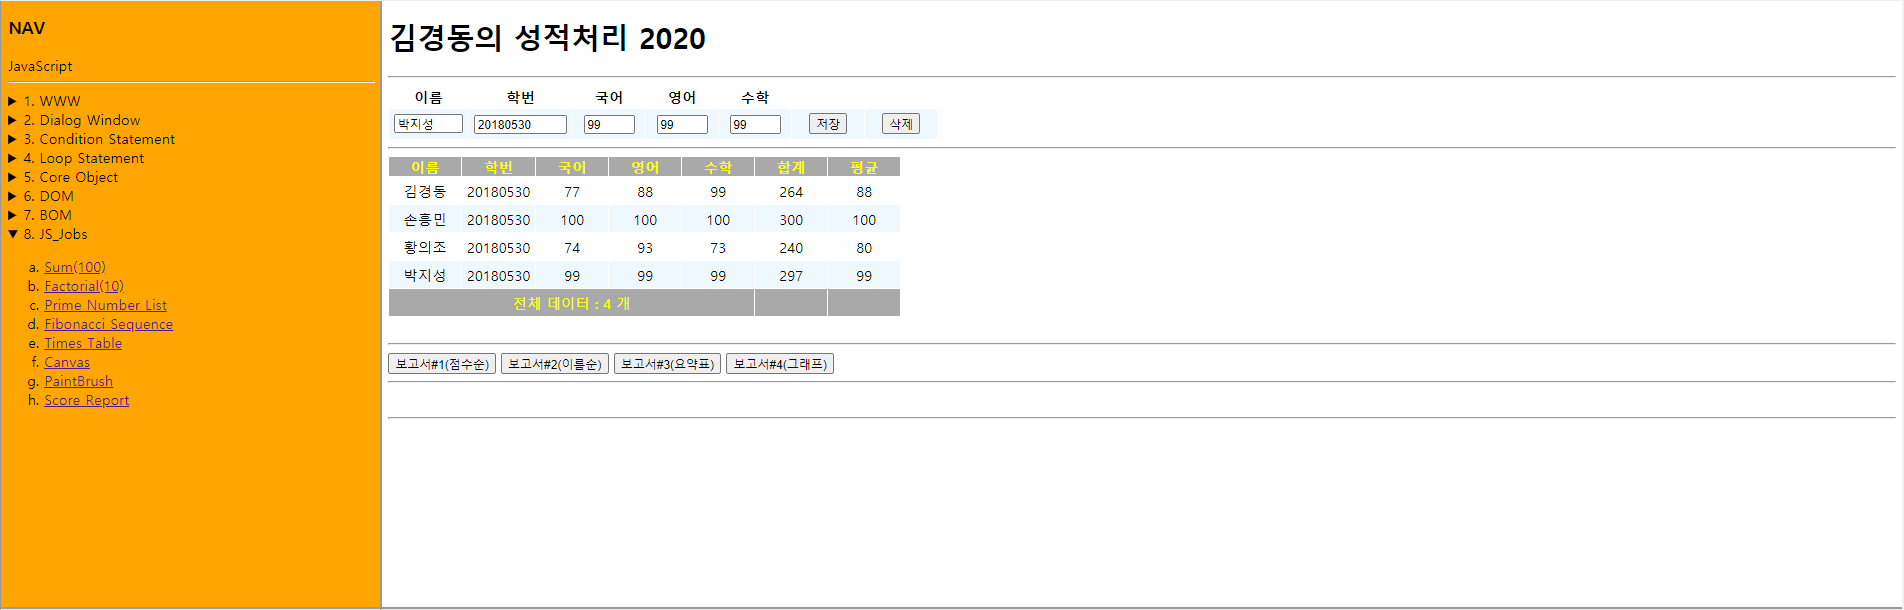 NAV
JavaScript
▶ 1. WWW
▶ 2. Dialog Window
▶ 3. Condition Statement
▶ 4. Loop Statement
▶ 5. Core Object
▶ 6. DOM
▶ 7. BOM
▼ 8. JS_Jobs
a. Sum(100)
b. Factorial(10)
c. Prime Number List
d. Fibonacci Sequence
e. Times Table
f. Canvas
g. PaintBrush
h. Score Report
김경동의 성적처리 2020
이름 학번 국어 영어 수학
박지성 20180530 99 99 99 저장 삭제
이름 학번 국어 영어 수학 합계 평균
김경동 20180530 77 88 99 264 88
손흥민 20180530 100 100 100 300 100
황의조 20180530 74 93 73 240 80
박지성 20180530 99 99 99 297 99
전체 데이터 : 4 개
보고서#1(점수순) 보고서#2(이름순) 보고서#3(요약표) 보고서#4(그래프)